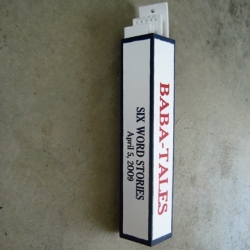 BABA-TALES
SIX WORD STORIES
April 5, 2009